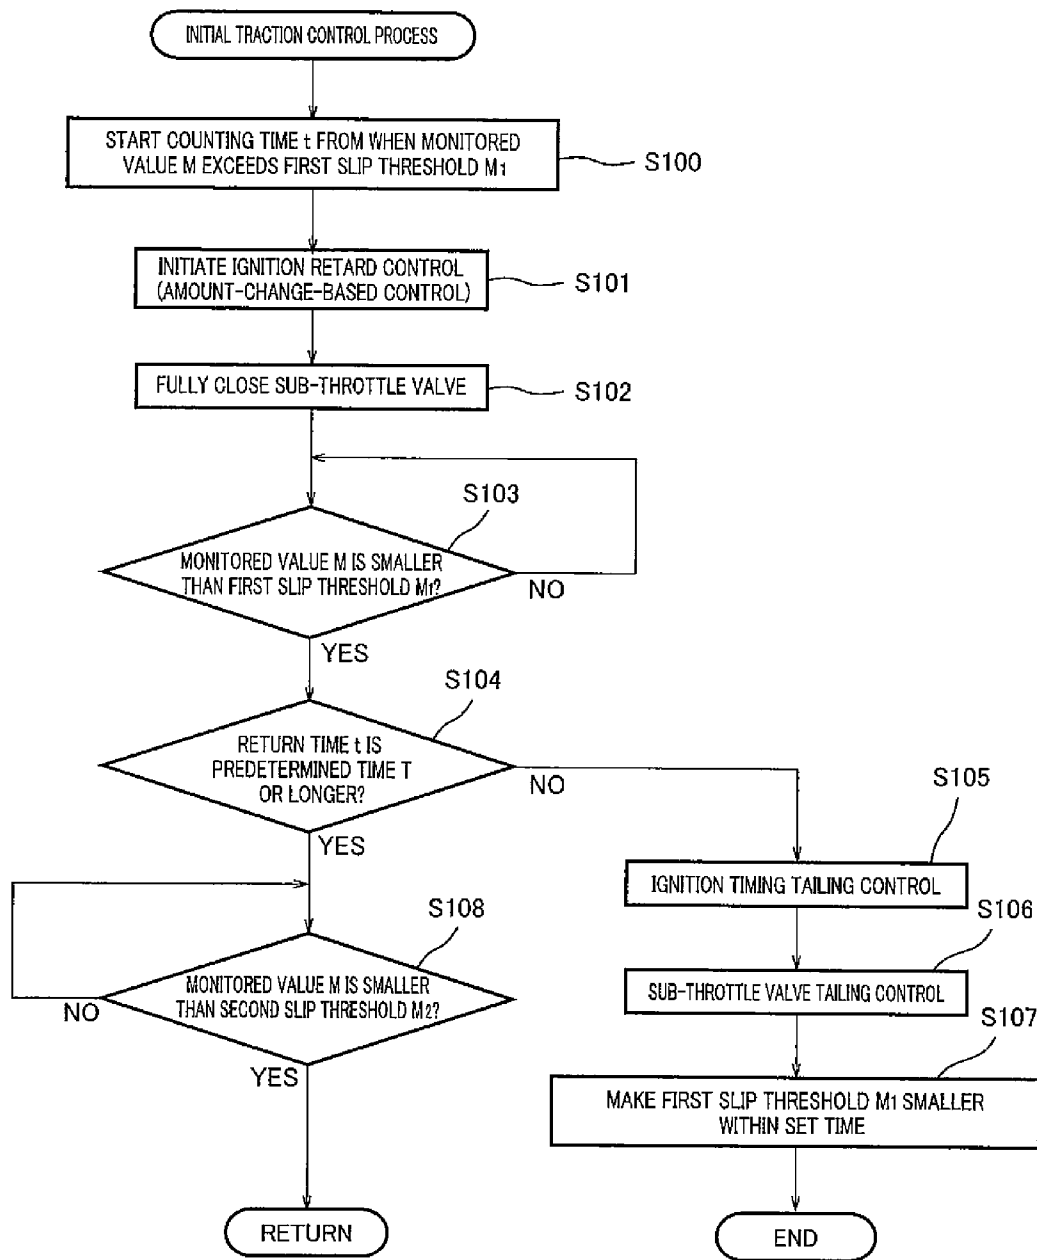 INITIAL TRACTION CONTROL PROCESS
START COUNTING TIME t FROM WHEN MONITORED
VALUE M EXCEEDS FIRST SLIP THRESHOLD M1
S100
INITIATE IGNITION RETARD CONTROL
(AMOUNT-CHANGE-BASED CONTROL)
S101
FULLY CLOSE SUB-THROTTLE VALVE
S102
S103
MONITORED VALUE M IS SMALLER
THAN FIRST SLIP THRESHOLD M1?
NO
YES
S104
RETURN TIME t IS
PREDETERMINED TIME T
OR LONGER?
NO
YES
S105
IGNITION TIMING TAILING CONTROL
S106
SUB-THROTTLE VALVE TAILING CONTROL
S107
MAKE FIRST SLIP THRESHOLD M1 SMALLER
WITHIN SET TIME
S108
MONITORED VALUE M IS SMALLER
THAN SECOND SLIP THRESHOLD M2?
NO
YES
RETURN
END